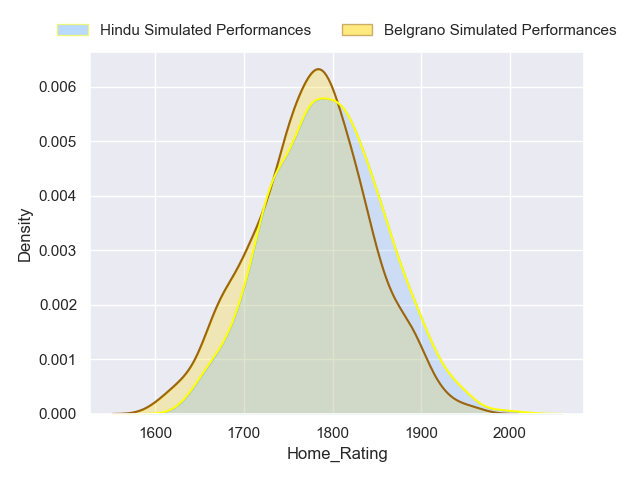 Hindu Simulated Performances Belgrano Simulated Performances
0.006
0.005
0.004
0.003
0.002
0.001
0.000
Density
1600 1700 1800 1900 2000
Home_Rating